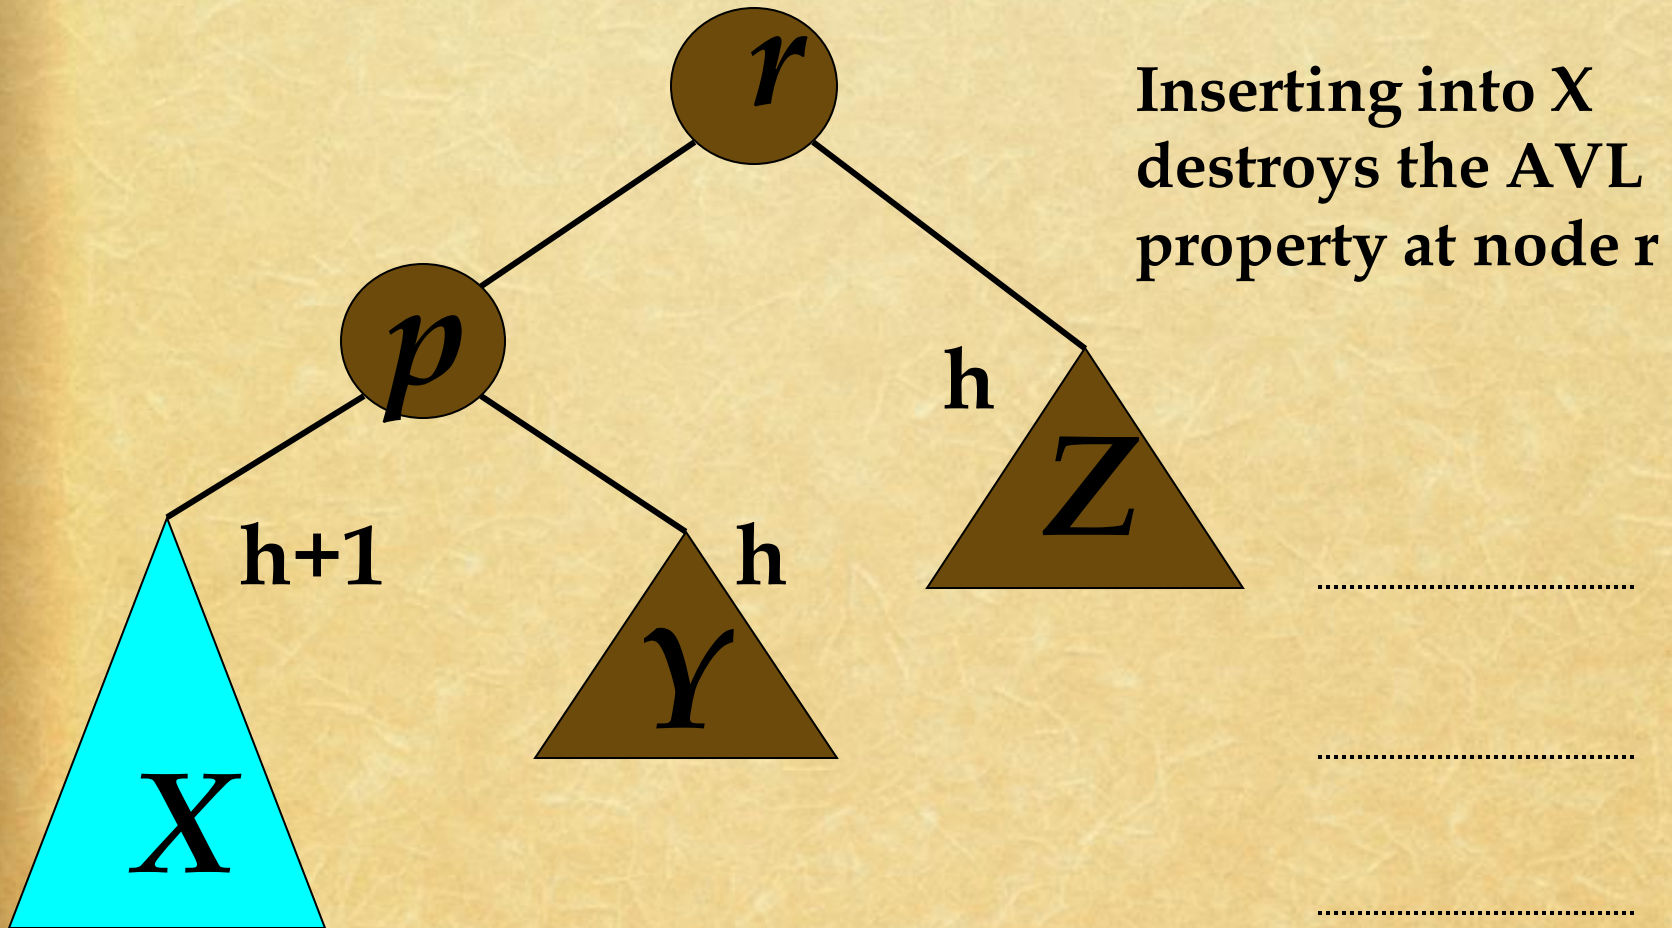 r
Inserting into X
destroys the AVL
property at node r
p
h
Z
h+1
h
Y
X